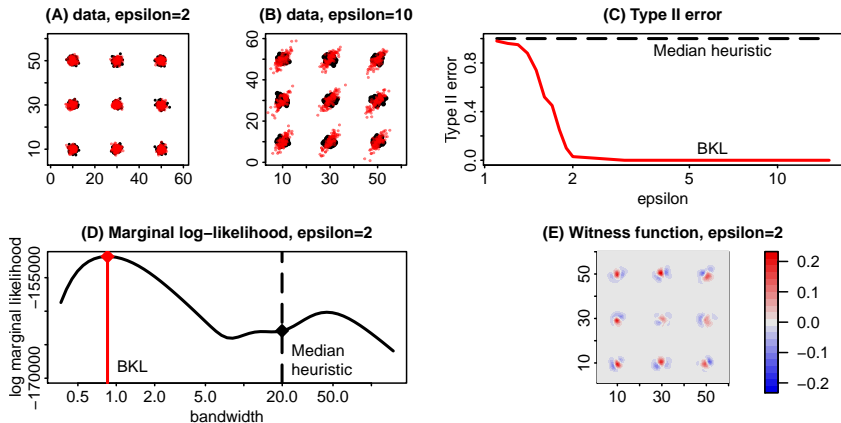 (A) data, epsilon=2
10 30 50
0 20 40 60
(B) data, epsilon=10
0 20 40 60
10 30 50
(C) Type II error
Type II error
0.0 0.4 0.8
Median heuristic
BKL
1 2 5 10
epsilon
(D) Marginal log−likelihood, epsilon=2
log marginal likelihood
−170000 −155000
BKL
Median
heuristic
0.5 1.0 2.0 5.0 20.0 50.0
bandwidth
(E) Witness function, epsilon=2
10 30 50
10 30 50
0.2
0.1
0.0
−0.1
−0.2